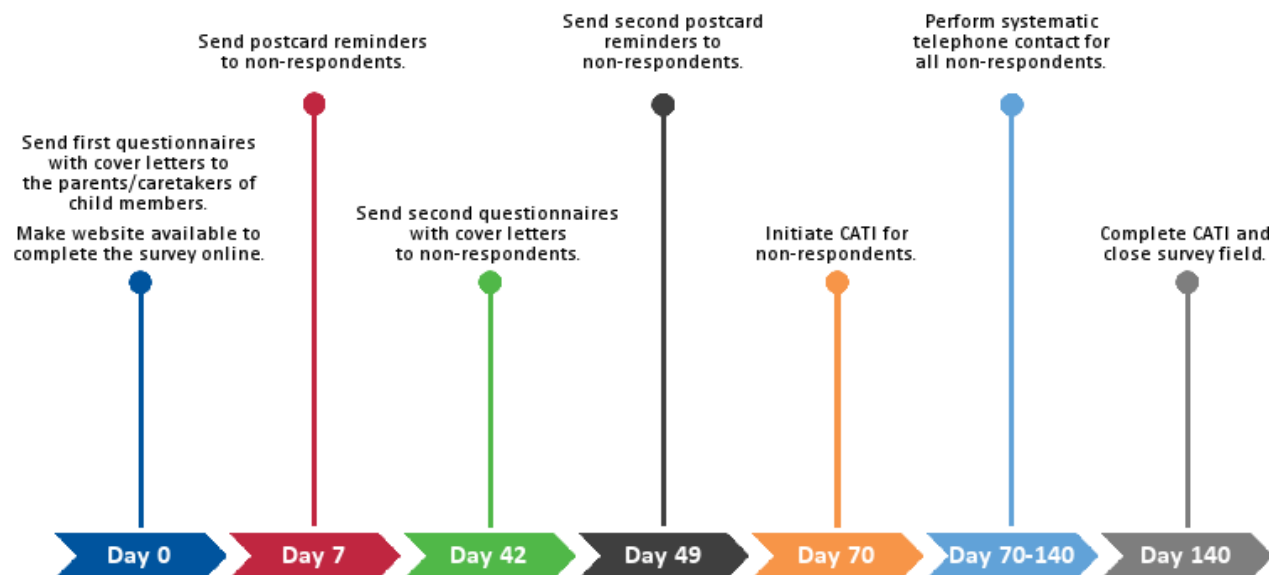 Send first questionnaires
with cover letters to
the parents/caretakers of
child members.
Make website available to
complete the survey online.
Send postcard reminders
to non-respondents.
Send second questionnaires
with cover letters
to non-respondents.
Send second postcard
reminders to
non-respondents.
Initiate CATI for
non-respondents.
Perform systematic
telephone contact for
all non-respondents.
Complete CATI and
close survey field.
Day 0
Day 7
Day 42
Day 49
Day 70
Day 70-140
Day 140